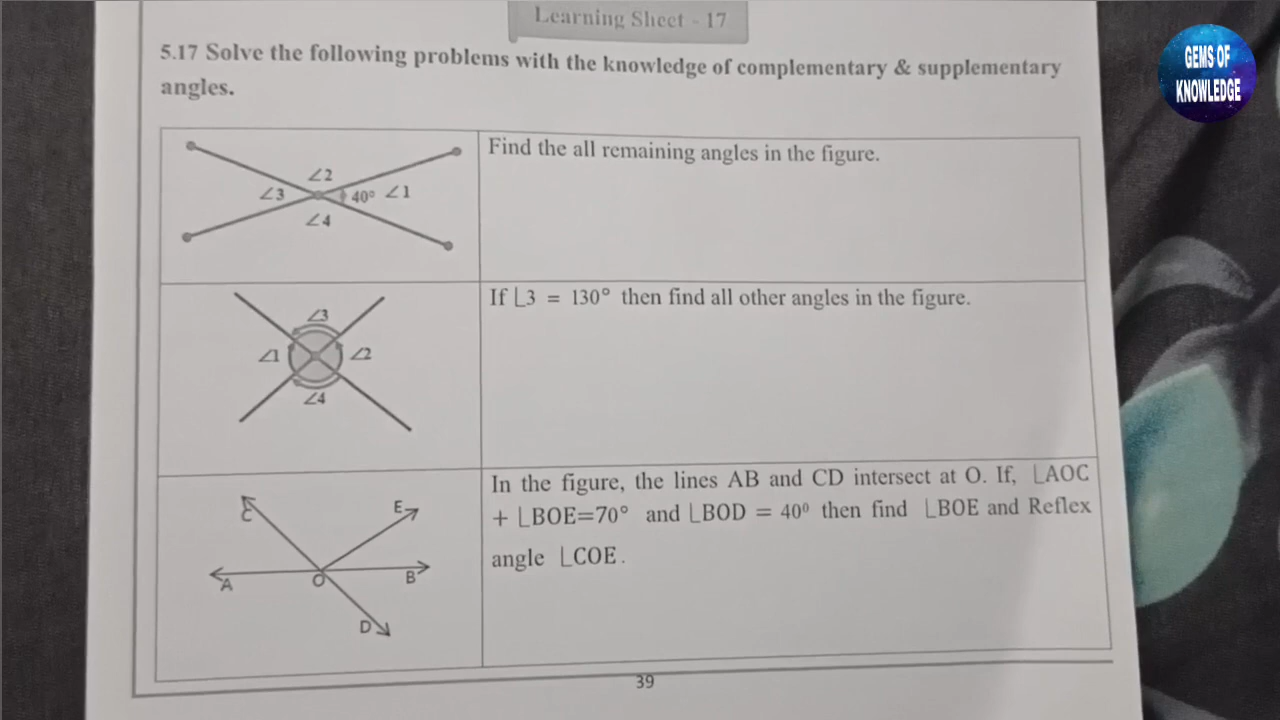 Learning Sheet - 17
GEMS OF
KNOWLEDGE
5.17 Solve the following problems with the knowledge of complementary & supplementary
angles.
∠2
∠3
40° ∠1
∠4
Find the all remaining angles in the figure.
∠3
∠1
∠2
∠4
If ⌊3 = 130° then find all other angles in the figure.
C
E
A
O
B
D
In the figure, the lines AB and CD intersect at O. If, ⌊AOC
+ ⌊BOE=70° and ⌊BOD = 40⁰ then find ⌊BOE and Reflex
angle ⌊COE.
39